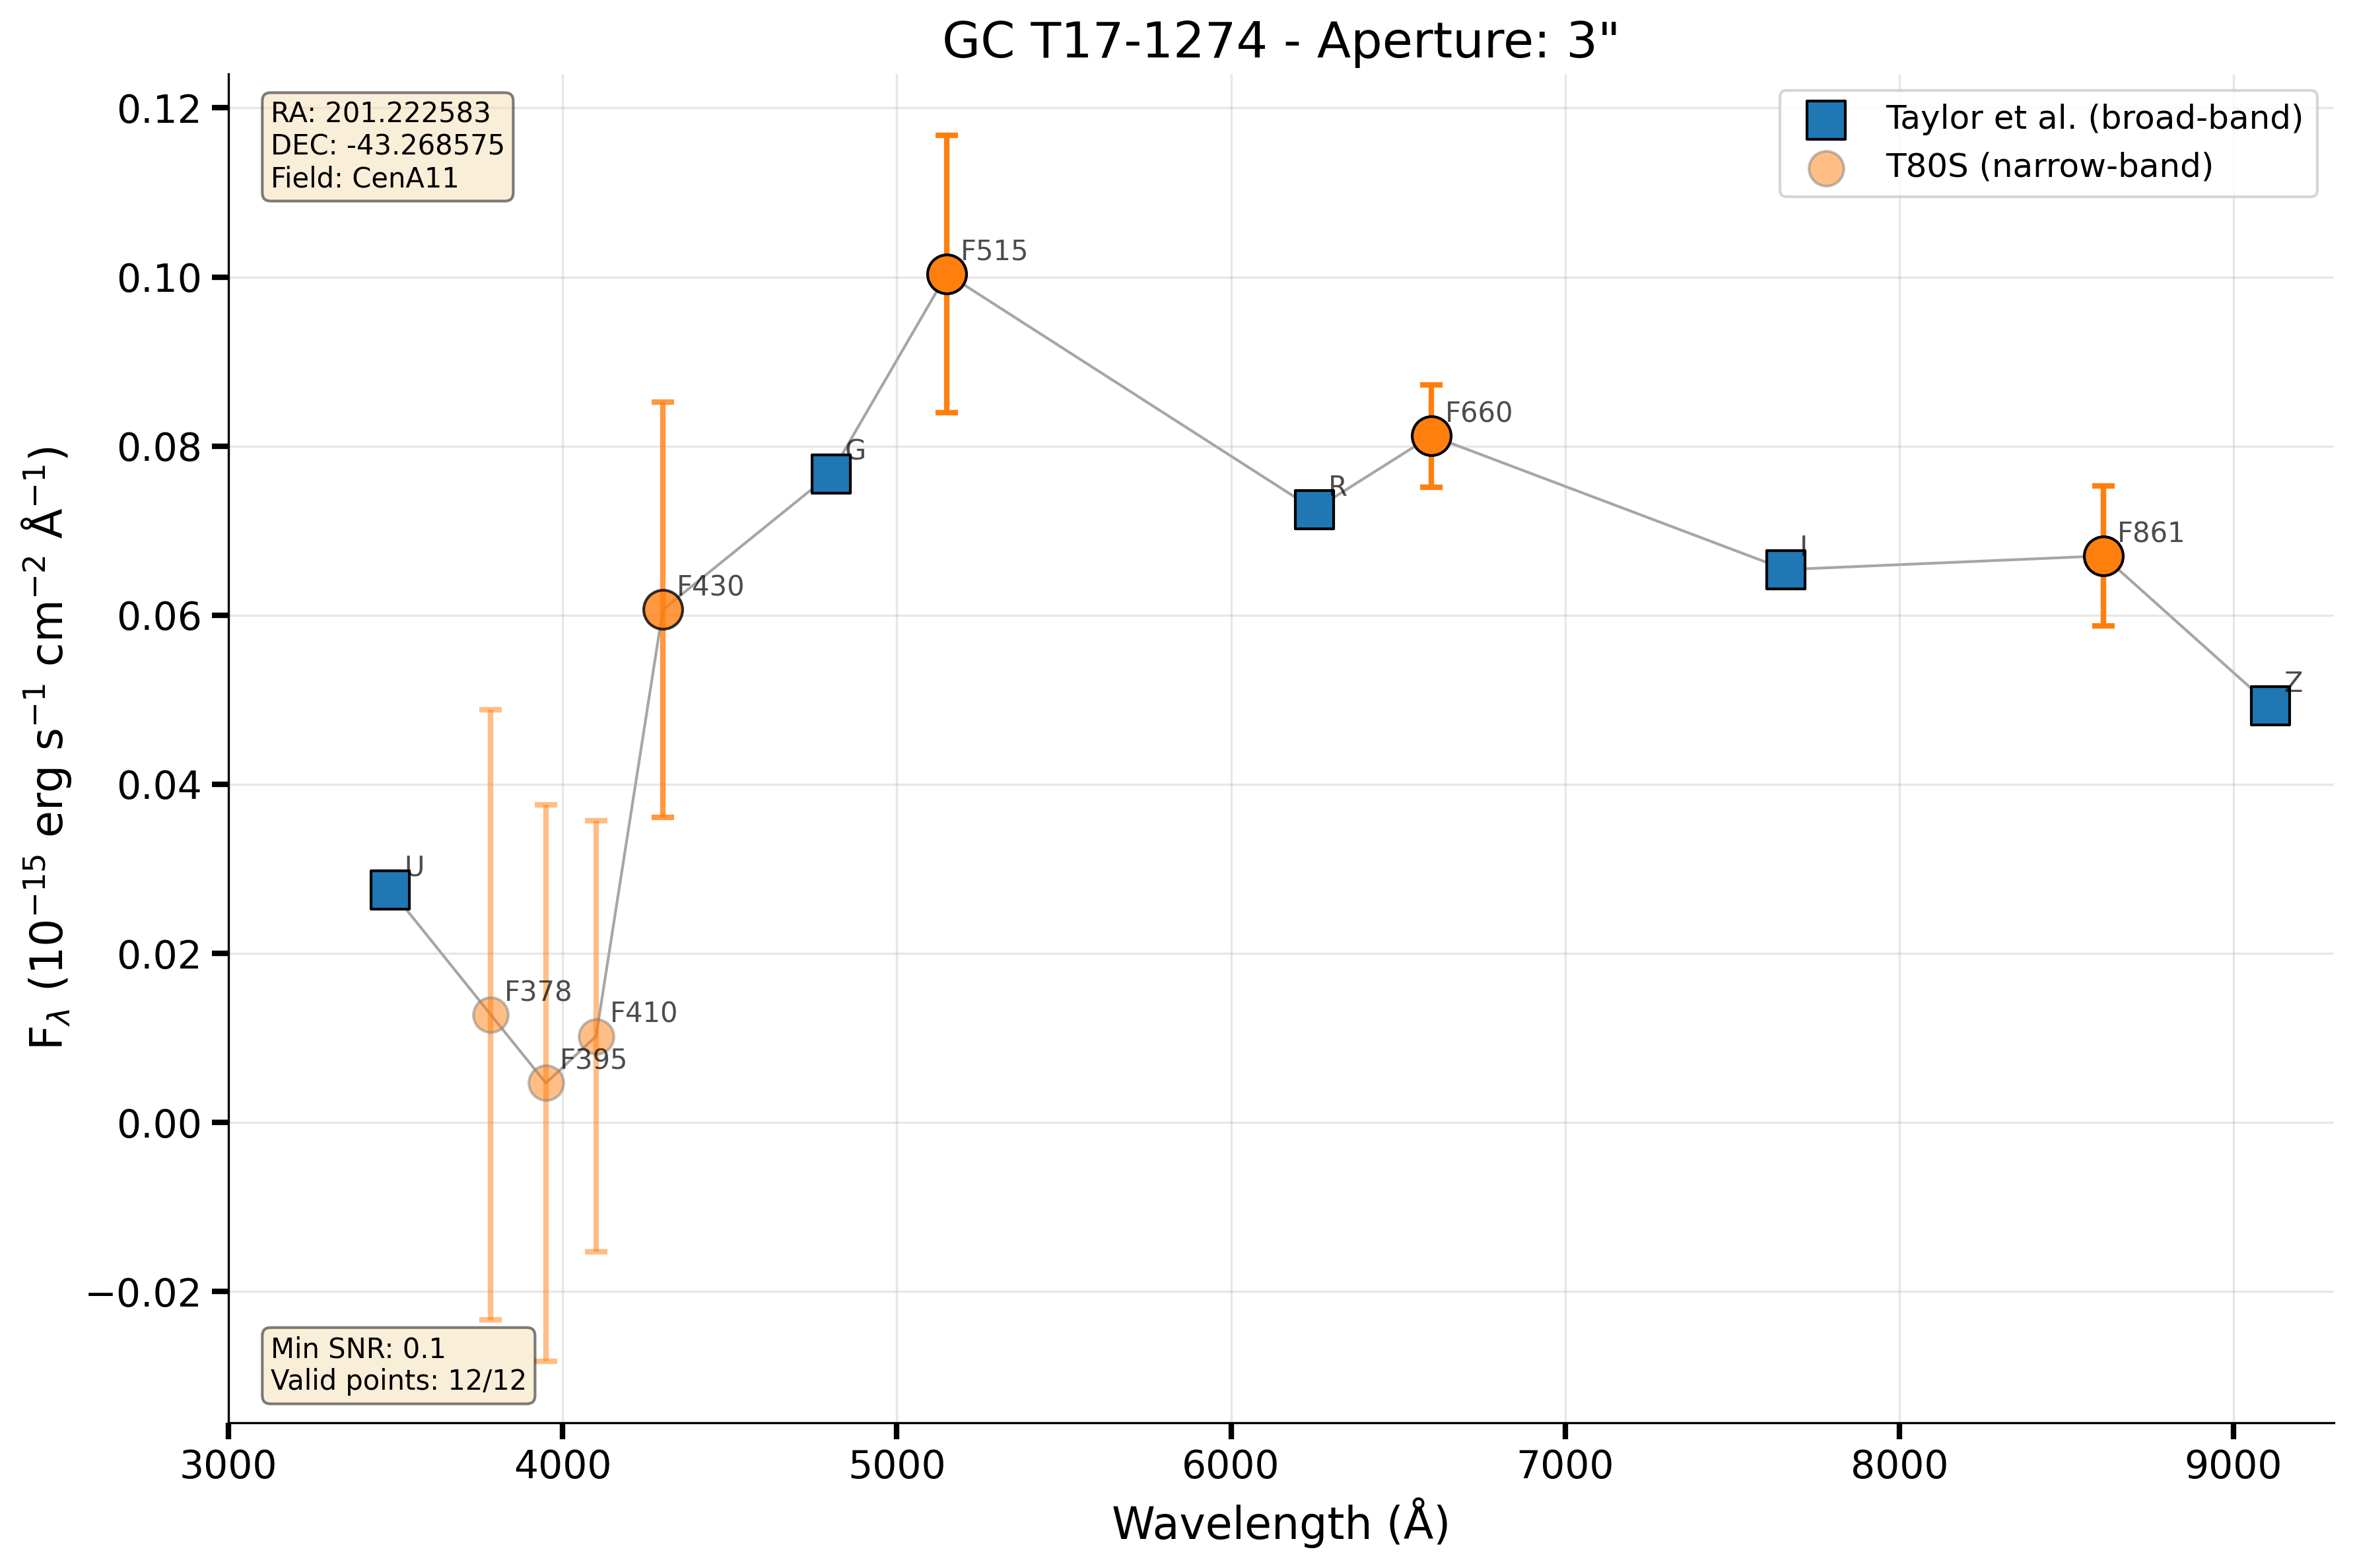 GC T17-1274 - Aperture: 3"
RA: 201.222583
DEC: -43.268575
Field: CenA11
Taylor et al. (broad-band)
T80S (narrow-band)
0.12
0.10
0.08
0.06
0.04
0.02
0.00
−0.02
F_λ (10⁻¹⁵ erg s⁻¹ cm⁻² Å⁻¹)
U
F378
F395
F410
F430
G
F515
R
F660
I
F861
Z
Min SNR: 0.1
Valid points: 12/12
3000 4000 5000 6000 7000 8000 9000
Wavelength (Å)